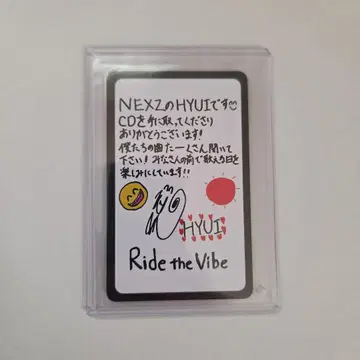 NEXZのHYUIです♡
CDを手に取ってくださり
ありがとうございます!
僕たちの曲たーくさん聞いて
下さい! みなさんの前で歌える日を
楽しみにしています!!
HYUI
Ride the Vibe